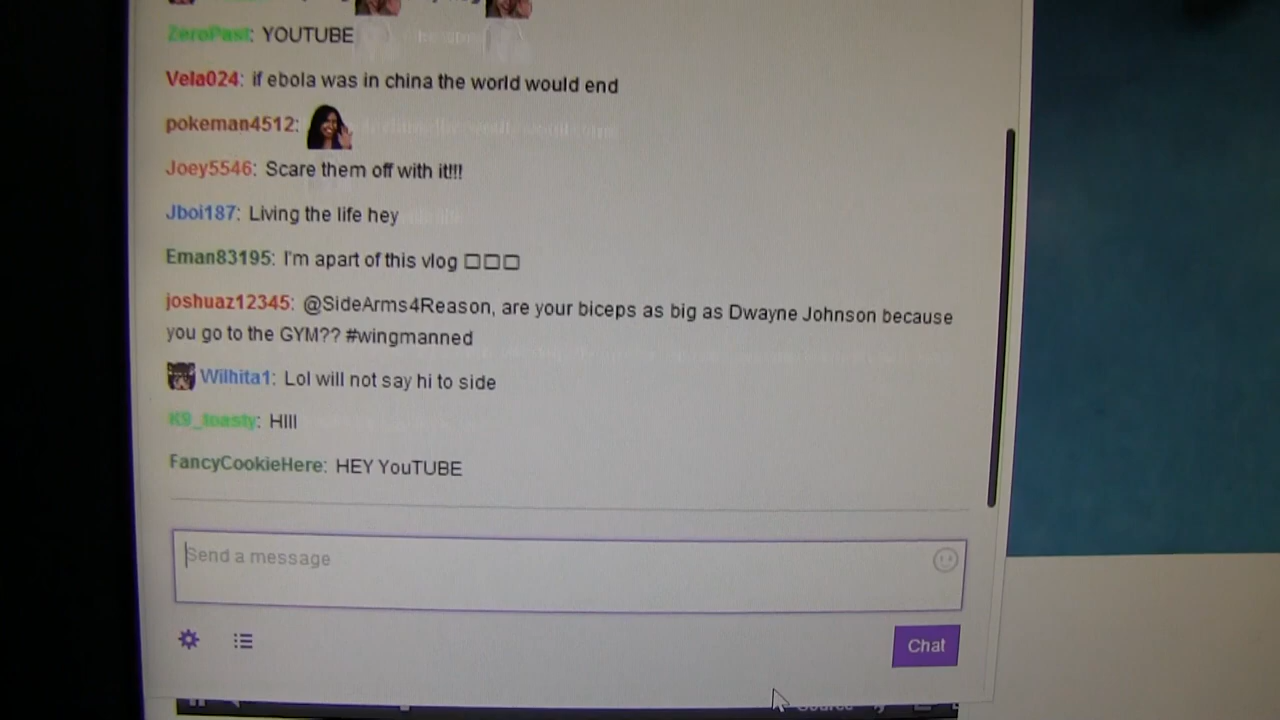 ZeroPast: YOUTUBE
Vela024: if ebola was in china the world would end
pokeman4512:
Joey5546: Scare them off with it!!!
Jboi187: Living the life hey
Eman83195: I'm apart of this vlog □□□
joshuaz12345: @SideArms4Reason, are your biceps as big as Dwayne Johnson because
you go to the GYM?? #wingmanned
Wilhita1: Lol will not say hi to side
K9_toasty: HIII
FancyCookieHere: HEY YouTUBE
Send a message
Chat
Source